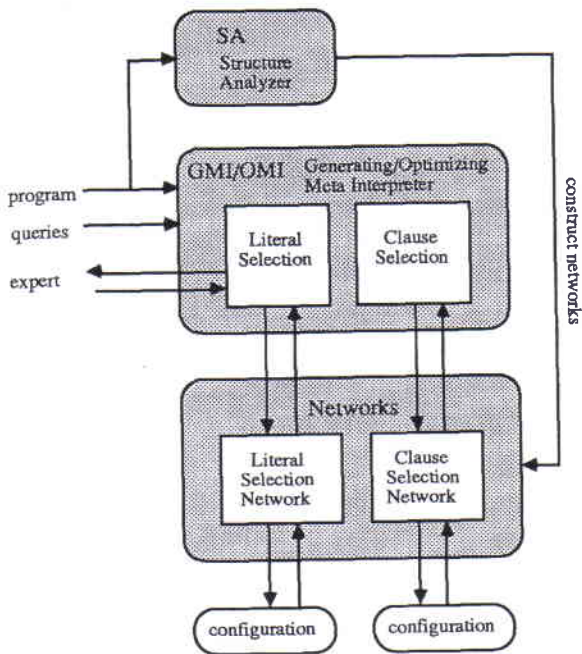 SA
Structure
Analyzer
GMI/OMI Generating/Optimizing
Meta Interpreter
program
queries
expert
Literal
Selection
Clause
Selection
construct networks
Networks
Literal
Selection
Network
Clause
Selection
Network
configuration
configuration